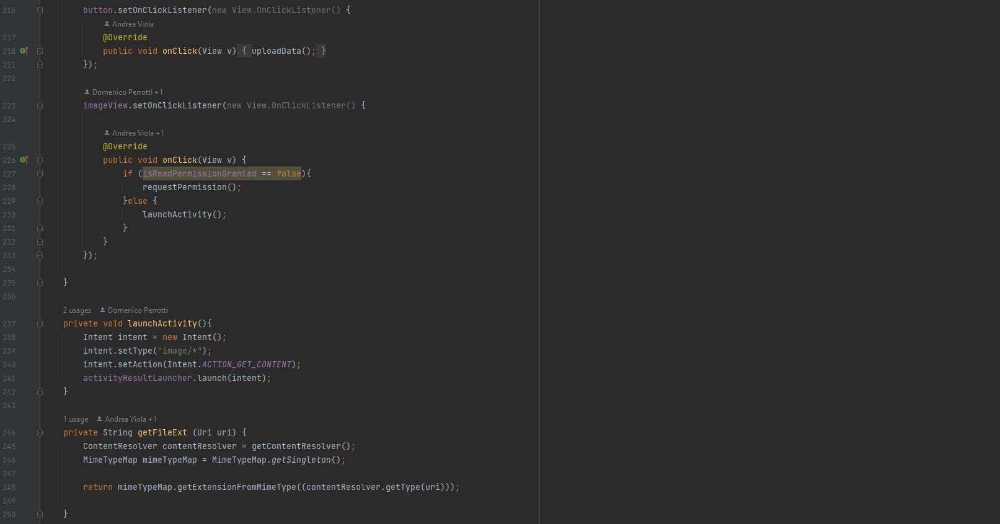 216 button.setOnClickListener(new View.OnClickListener() {
Andrea Viola
217 @Override
218 public void onClick(View v) { uploadData(); }
221 });
222
Domenico Perrotti +1
223 imageView.setOnClickListener(new View.OnClickListener() {
224
Andrea Viola +1
225 @Override
226 public void onClick(View v) {
227 if (isReadPermissionGranted == false){
228 requestPermission();
229 }else {
230 launchActivity();
231 }
232 }
233 });
234
235 }
236
2 usages Domenico Perrotti
237 private void launchActivity(){
238 Intent intent = new Intent();
239 intent.setType("image/*");
240 intent.setAction(Intent.ACTION_GET_CONTENT);
241 activityResultLauncher.launch(intent);
242 }
243
1 usage Andrea Viola +1
244 private String getFileExt (Uri uri) {
245 ContentResolver contentResolver = getContentResolver();
246 MimeTypeMap mimeTypeMap = MimeTypeMap.getSingleton();
247
248 return mimeTypeMap.getExtensionFromMimeType((contentResolver.getType(uri)));
249
250 }